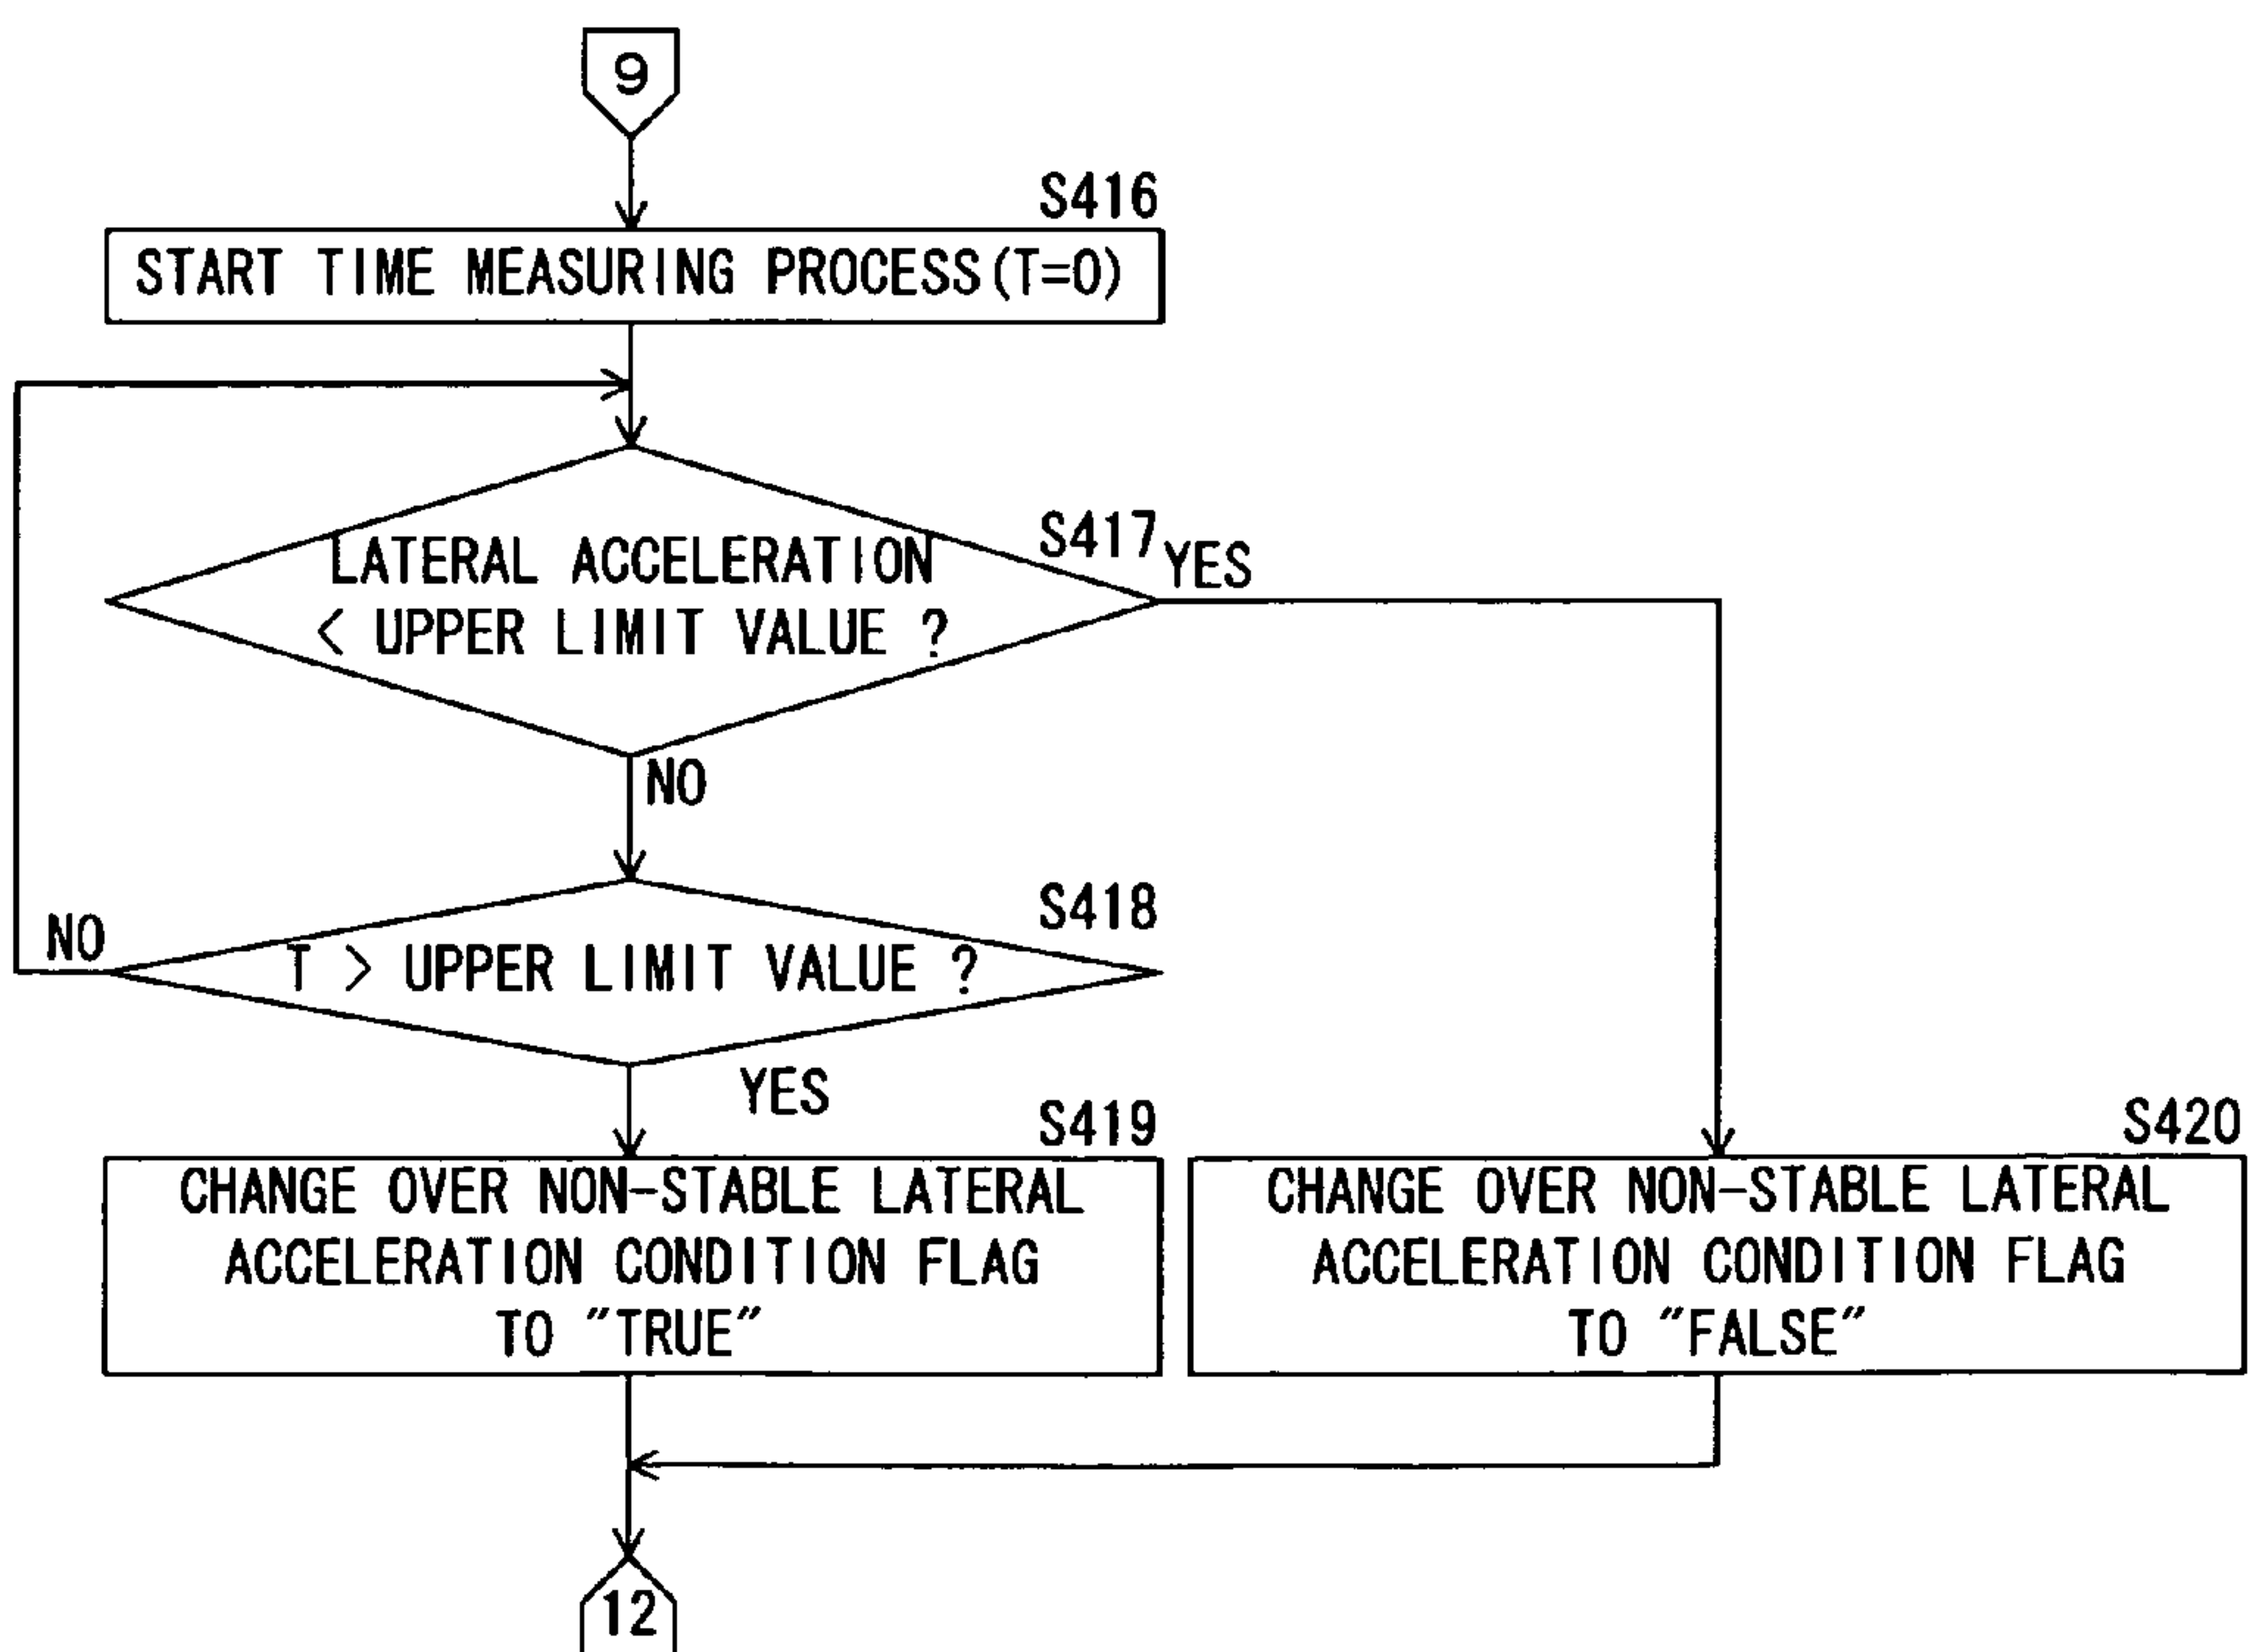 9
S416
START TIME MEASURING PROCESS(T=0)
S417
YES
LATERAL ACCELERATION
< UPPER LIMIT VALUE ?
NO
S418
NO
T > UPPER LIMIT VALUE ?
YES
S419
CHANGE OVER NON-STABLE LATERAL
ACCELERATION CONDITION FLAG
TO "TRUE"
S420
CHANGE OVER NON-STABLE LATERAL
ACCELERATION CONDITION FLAG
TO "FALSE"
12